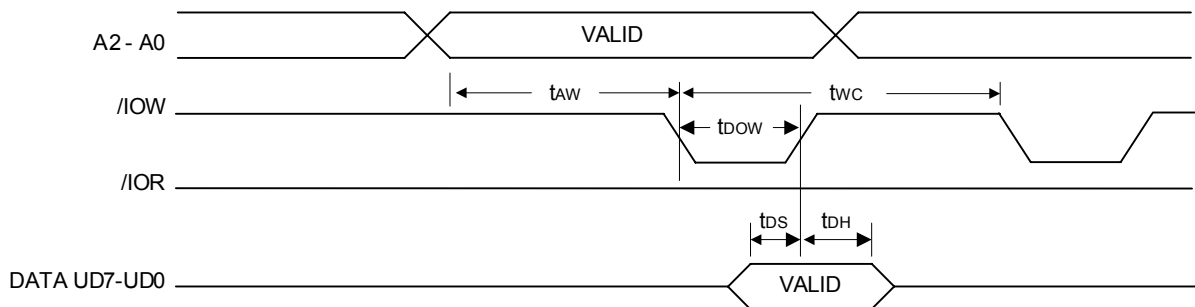 A2 - A0
VALID
tAW
tWC
/IOW
tDOW
/IOR
tDS
tDH
DATA UD7-UD0
VALID